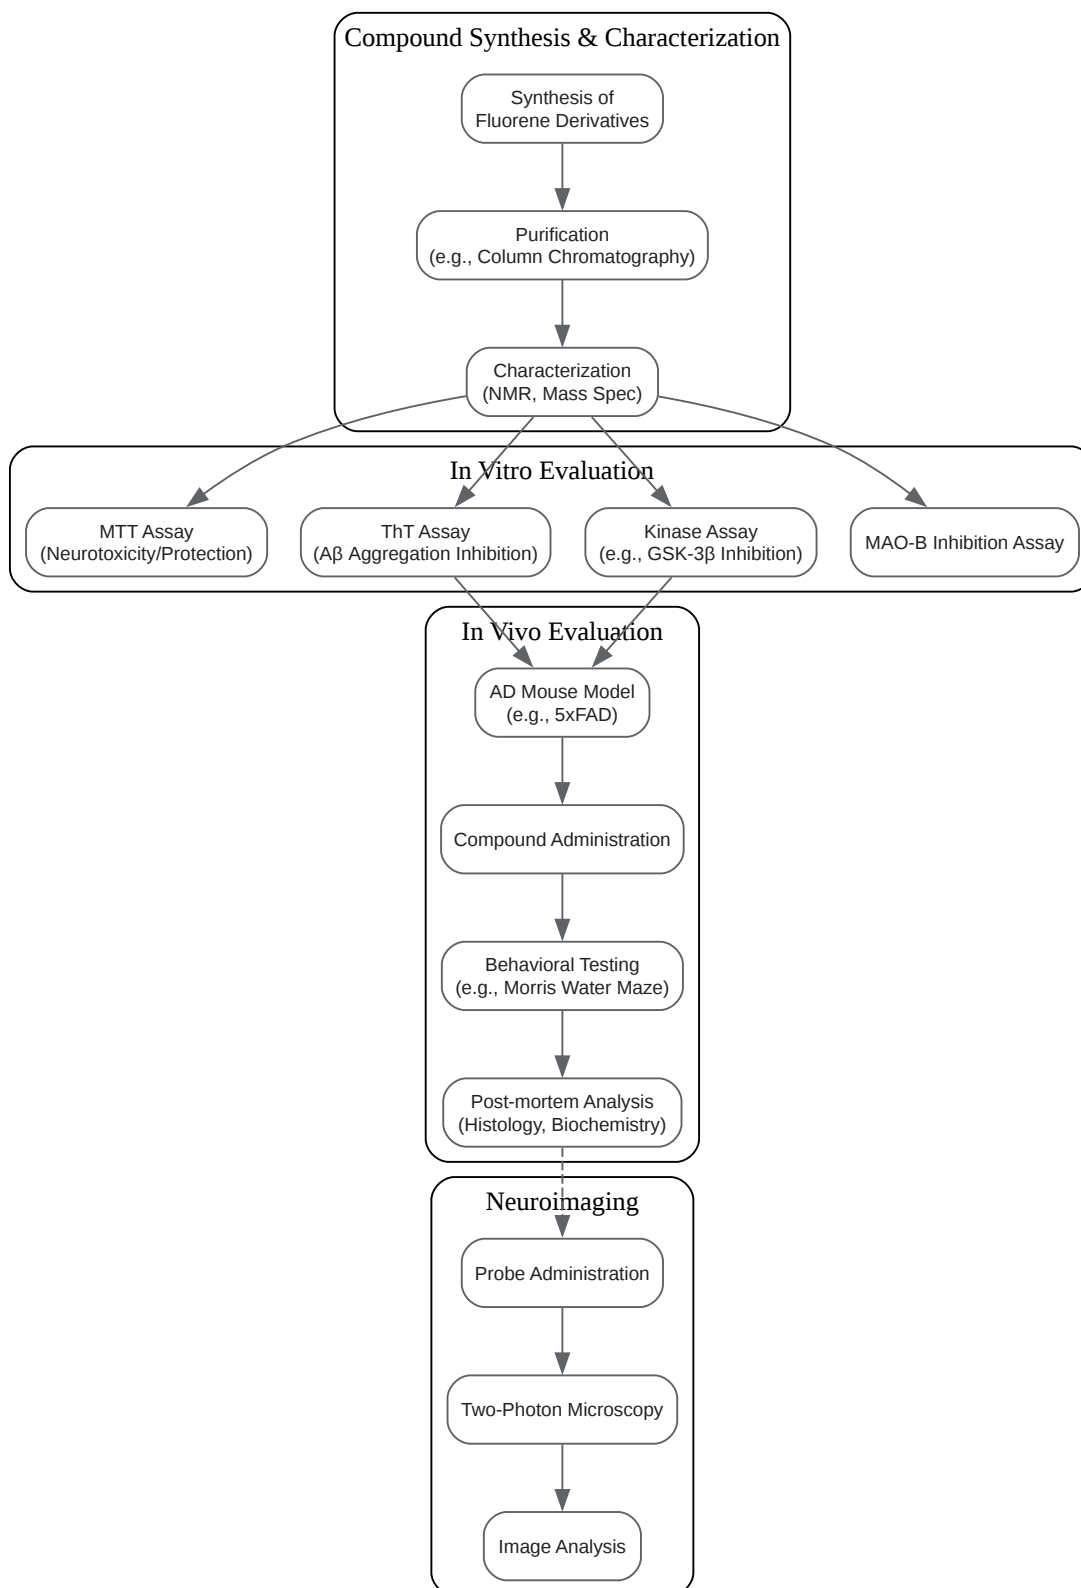 Compound Synthesis & Characterization
Synthesis of
Fluorene Derivatives
Purification
(e.g., Column Chromatography)
Characterization
(NMR, Mass Spec)
In Vitro Evaluation
MTT Assay
(Neurotoxicity/Protection)
ThT Assay
(Aβ Aggregation Inhibition)
Kinase Assay
(e.g., GSK-3β Inhibition)
MAO-B Inhibition Assay
In Vivo Evaluation
AD Mouse Model
(e.g., 5xFAD)
Compound Administration
Behavioral Testing
(e.g., Morris Water Maze)
Post-mortem Analysis
(Histology, Biochemistry)
Neuroimaging
Probe Administration
Two-Photon Microscopy
Image Analysis